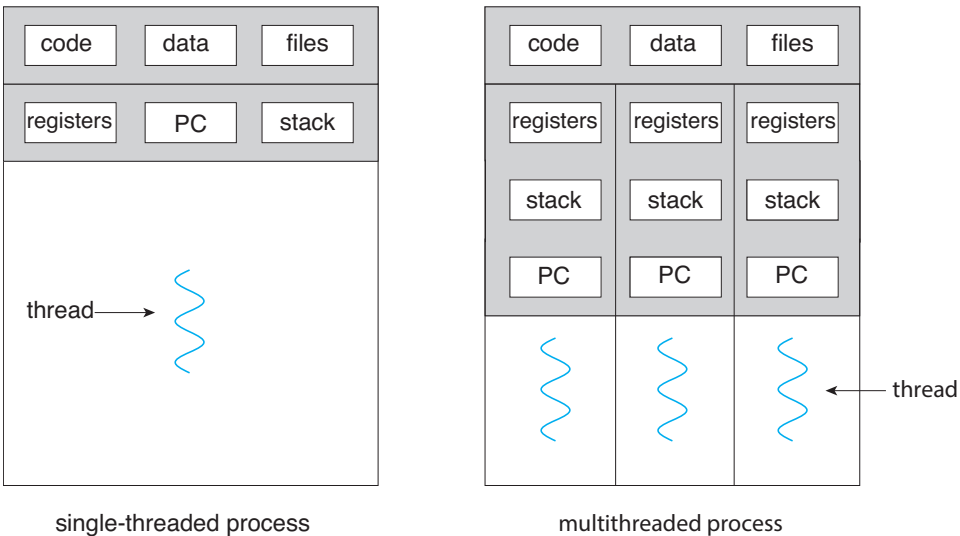 code data files
registers PC stack
thread
single-threaded process
code data files
registers registers registers
stack stack stack
PC PC PC
thread
multithreaded process